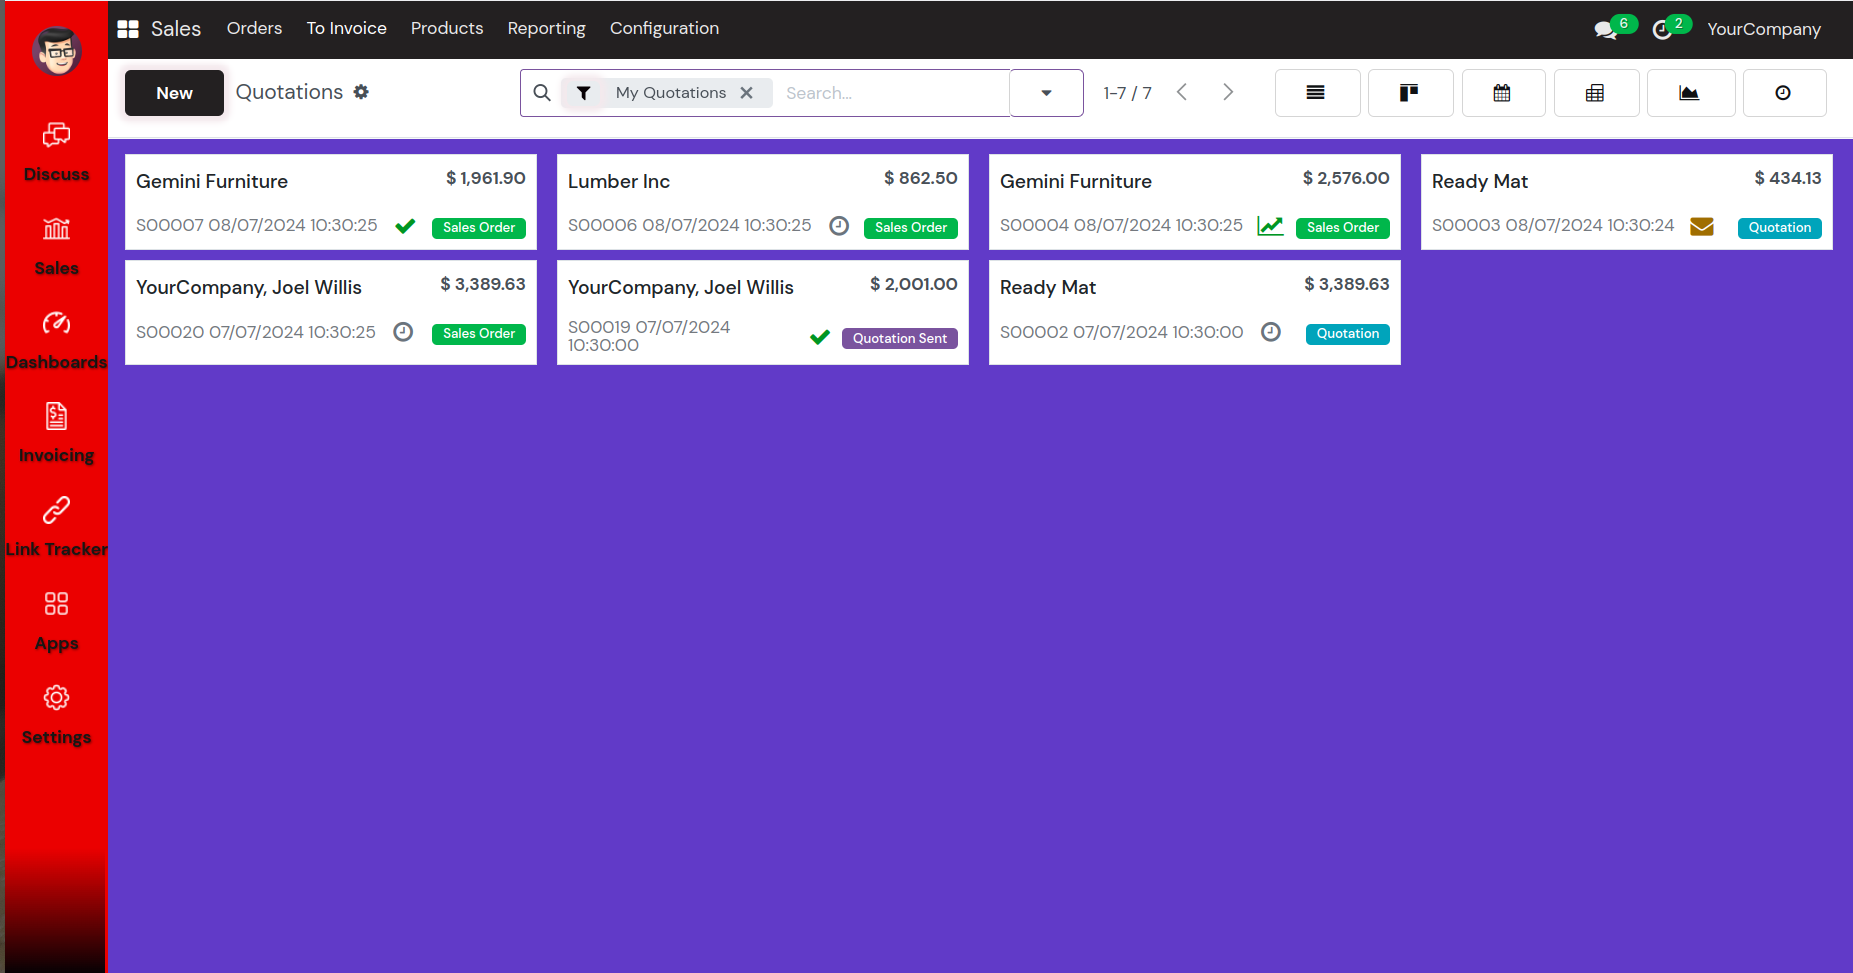 Sales Orders To Invoice Products Reporting Configuration 6 2 YourCompany
New Quotations My Quotations Search... 1-7 / 7
Discuss
Sales
Dashboards
Invoicing
Link Tracker
Apps
Settings
Gemini Furniture $ 1,961.90
S00007 08/07/2024 10:30:25 Sales Order
Lumber Inc $ 862.50
S00006 08/07/2024 10:30:25 Sales Order
Gemini Furniture $ 2,576.00
S00004 08/07/2024 10:30:25 Sales Order
Ready Mat $ 434.13
S00003 08/07/2024 10:30:24 Quotation
YourCompany, Joel Willis $ 3,389.63
S00020 07/07/2024 10:30:25 Sales Order
YourCompany, Joel Willis $ 2,001.00
S00019 07/07/2024
10:30:00 Quotation Sent
Ready Mat $ 3,389.63
S00002 07/07/2024 10:30:00 Quotation